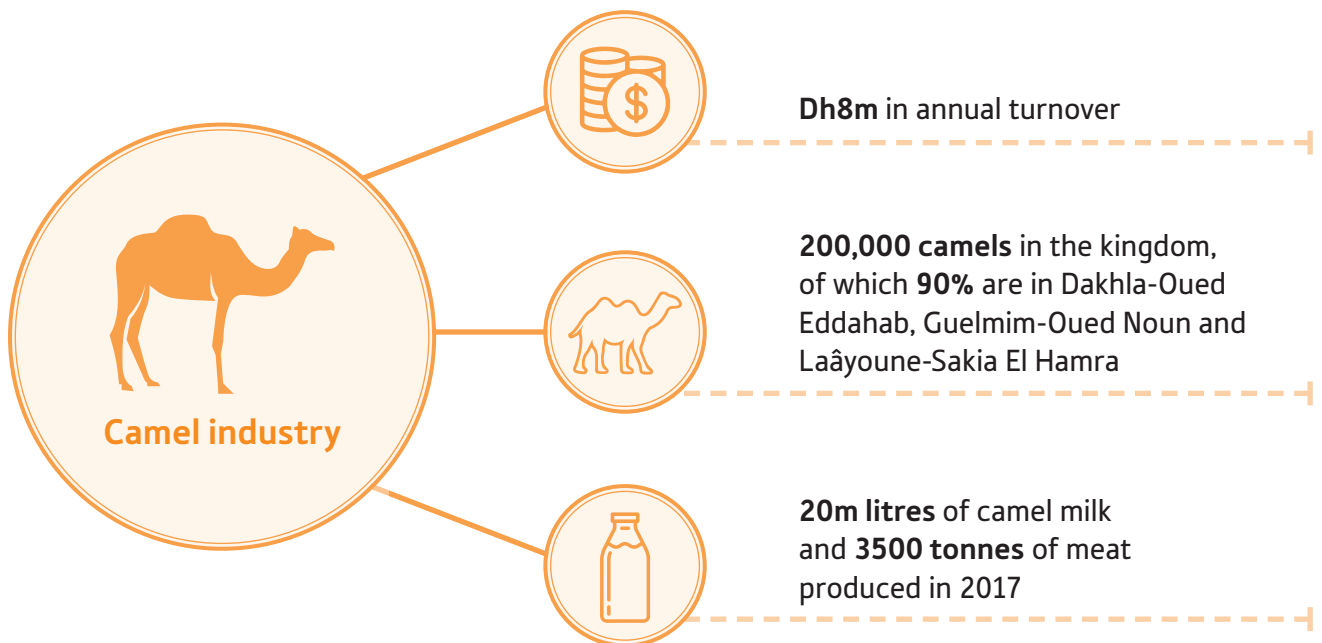 Camel industry
$
Dh8m in annual turnover
200,000 camels in the kingdom,
of which 90% are in Dakhla-Oued
Eddahab, Guelmim-Oued Noun and
Laâyoune-Sakia El Hamra
20m litres of camel milk
and 3500 tonnes of meat
produced in 2017